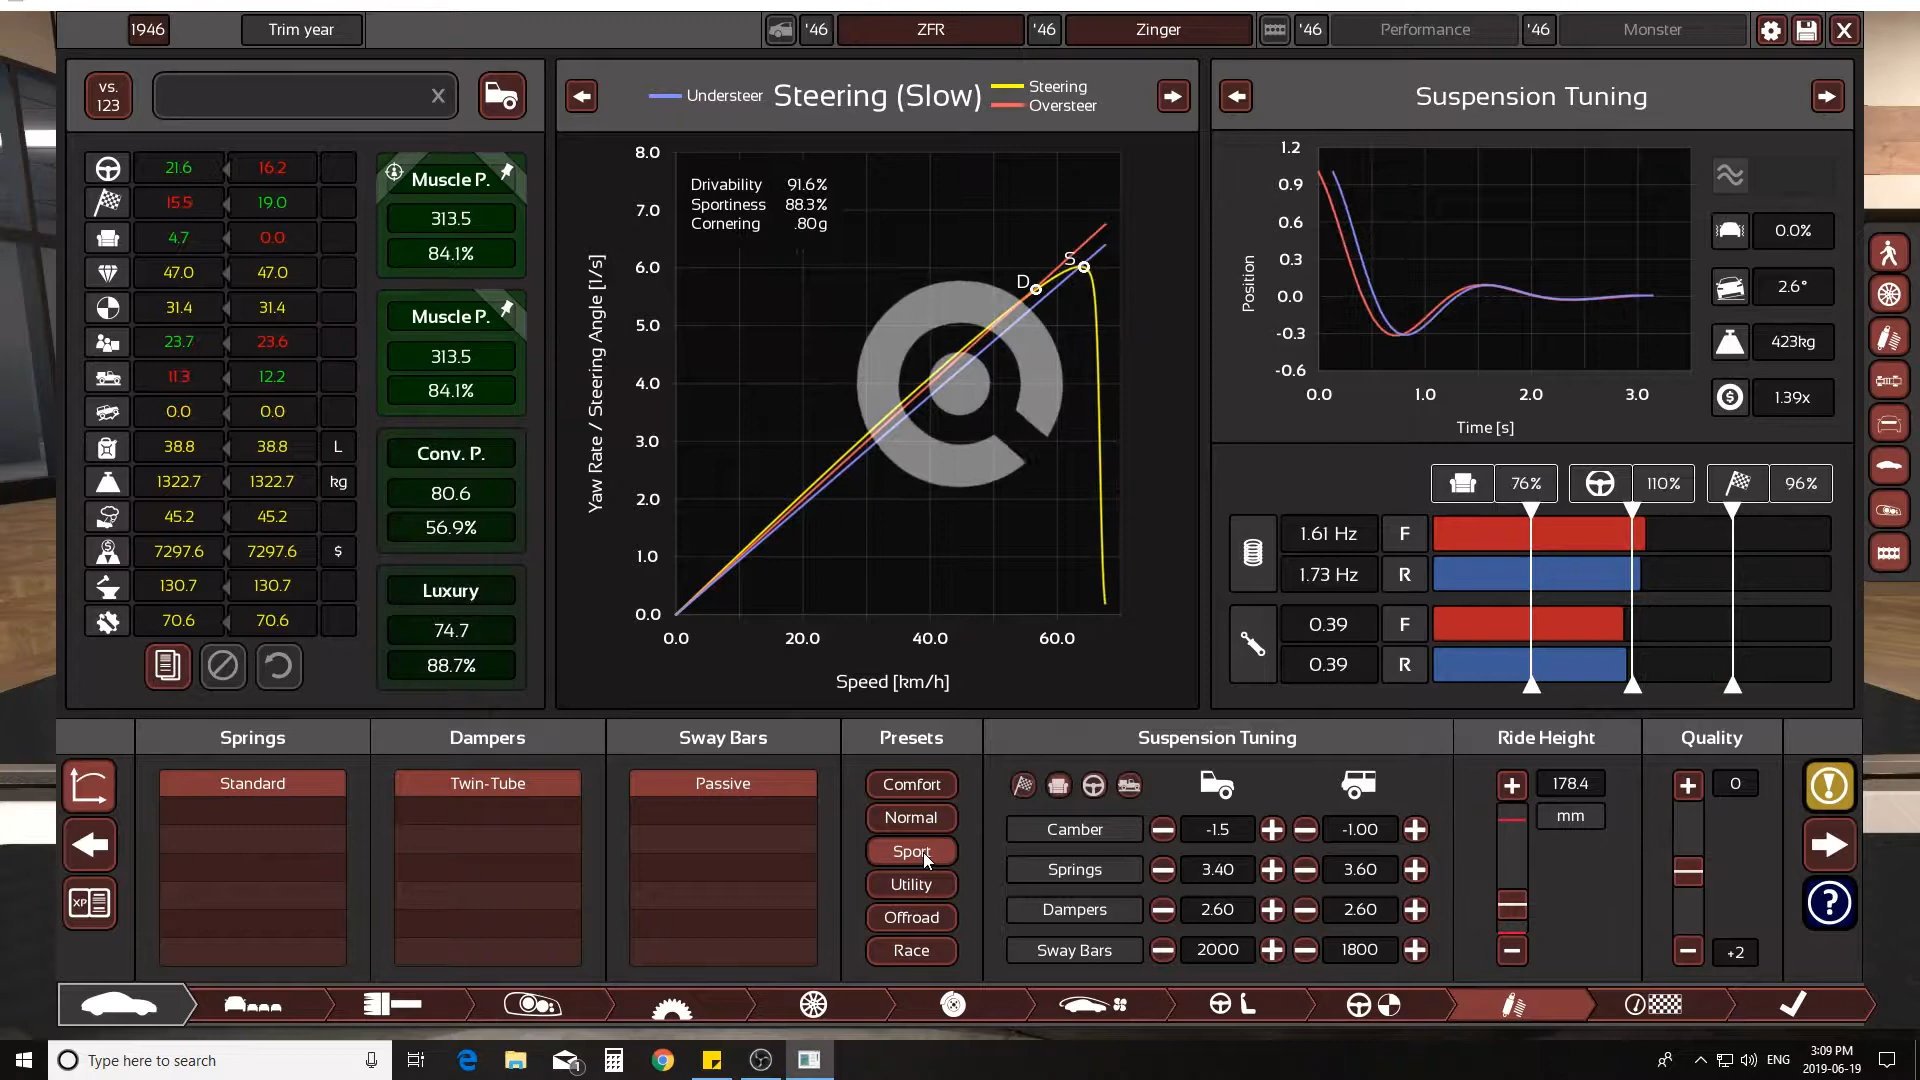 1946
Trim year
'46
ZFR
'46
Zinger
'46
Performance
'46
Monster
X
vs.
123
X
21.6 16.2
15.5 19.0
4.7 0.0
47.0 47.0
31.4 31.4
23.7 23.6
11.3 12.2
0.0 0.0
38.8 38.8 L
1322.7 1322.7 kg
45.2 45.2
7297.6 7297.6 $
130.7 130.7
70.6 70.6
Muscle P.
313.5
84.1%
Muscle P.
313.5
84.1%
Conv. P.
80.6
56.9%
Luxury
74.7
88.7%
Understeer
Steering (Slow)
Steering
Oversteer
Drivability 91.6%
Sportiness 88.3%
Cornering .80g
8.0
7.0
6.0
5.0
4.0
3.0
2.0
1.0
0.0
D
S
Yaw Rate / Steering Angle [1/s]
0.0 20.0 40.0 60.0
Speed [km/h]
Suspension Tuning
1.2
0.9
0.6
0.3
0.0
-0.3
-0.6
Position
0.0 1.0 2.0 3.0
Time [s]
0.0%
2.6°
423kg
$ 1.39x
76% 110% 96%
1.61 Hz F
1.73 Hz R
0.39 F
0.39 R
Springs
Standard
Dampers
Twin-Tube
Sway Bars
Passive
Presets
Comfort
Normal
Sport
Utility
Offroad
Race
Suspension Tuning
Camber -1.5 -1.00
Springs 3.40 3.60
Dampers 2.60 2.60
Sway Bars 2000 1800
Ride Height
178.4
mm
Quality
0
+2
XP
?
Type here to search
1
ENG
3:09 PM
2019-06-19